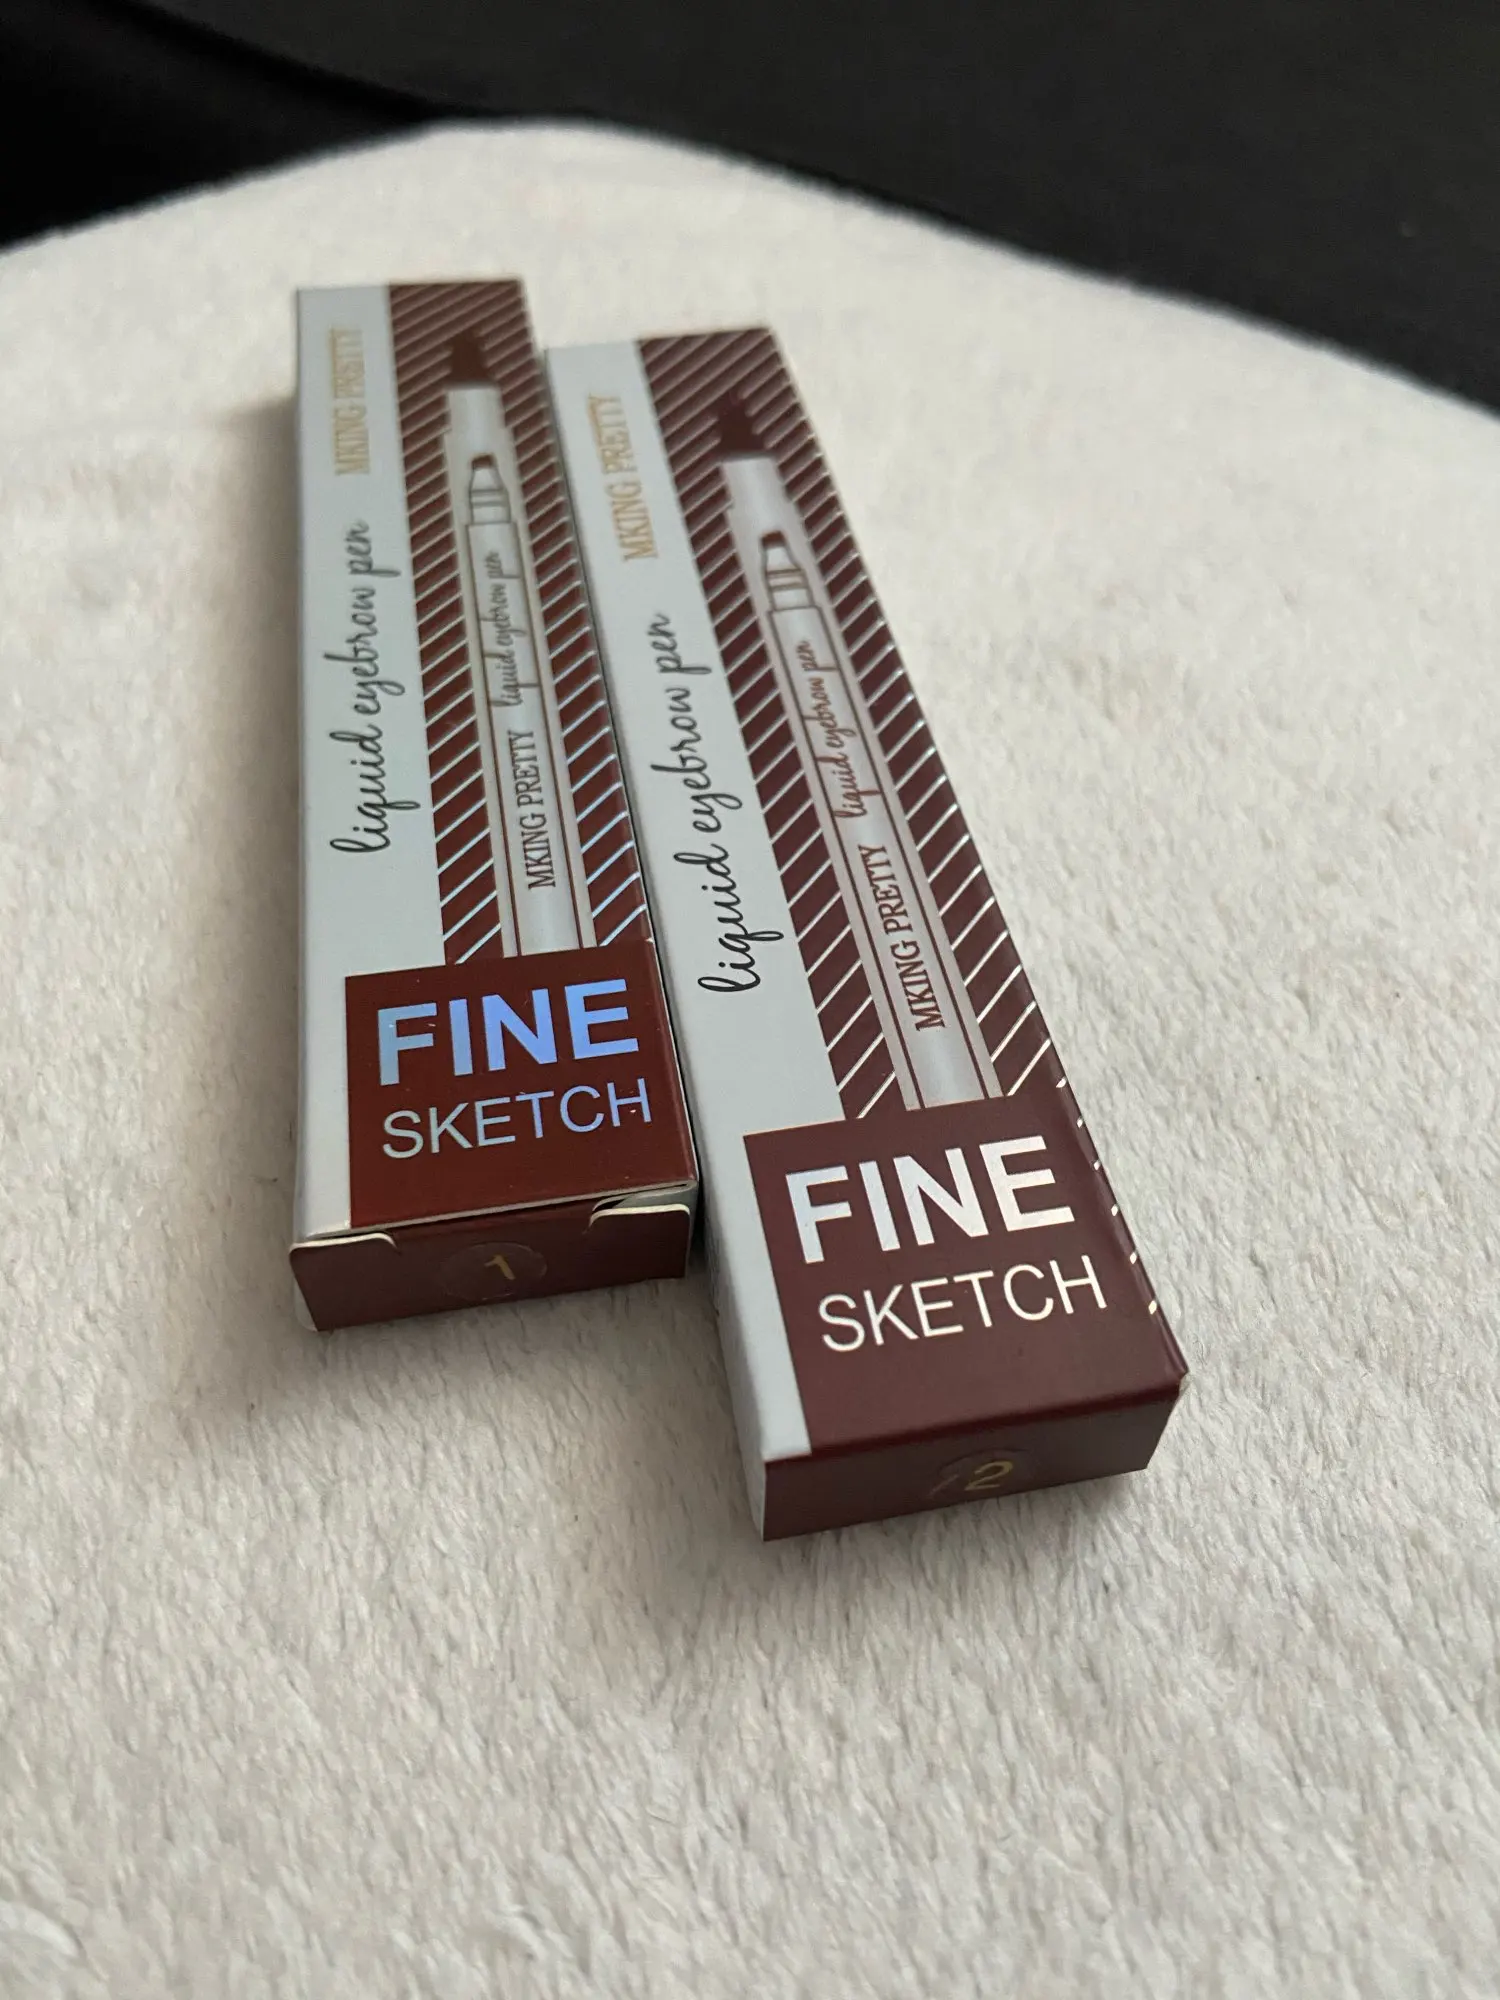 MKING PRETTY
liquid eyebrow pen
MKING PRETTY liquid eyebrow pen
FINE
SKETCH
1
MKING PRETTY
liquid eyebrow pen
MKING PRETTY liquid eyebrow pen
FINE
SKETCH
2